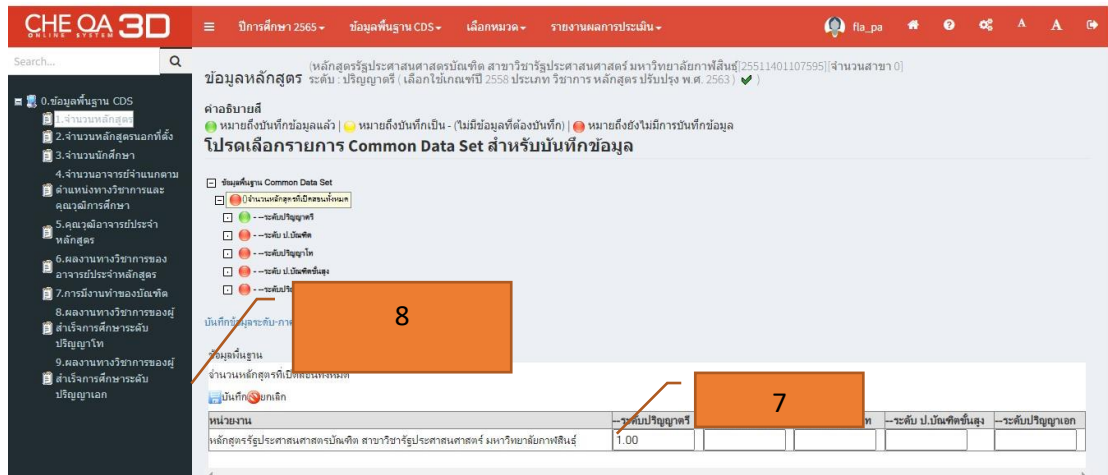 CHE QA 3D
ONLINE SYSTEM
ปีการศึกษา 2565
ข้อมูลพื้นฐาน CDS
เลือกหมวด
รายงานผลการประเมิน
fla_pa
A
A
Search...
0.ข้อมูลพื้นฐาน CDS
1.จำนวนหลักสูตร
2.จำนวนหลักสูตรนอกที่ตั้ง
3.จำนวนนักศึกษา
4.จำนวนอาจารย์จำแนกตาม
ตำแหน่งทางวิชาการและ
คุณวุฒิการศึกษา
5.คุณวุฒิอาจารย์ประจำ
หลักสูตร
6.ผลงานทางวิชาการของ
อาจารย์ประจำหลักสูตร
7.การมีงานทำของบัณฑิต
8.ผลงานทางวิชาการของผู้
สำเร็จการศึกษาระดับ
ปริญญาโท
9.ผลงานทางวิชาการของผู้
สำเร็จการศึกษาระดับ
ปริญญาเอก
ข้อมูลหลักสูตร
(หลักสูตรรัฐประศาสนศาสตรบัณฑิต สาขาวิชารัฐประศาสนศาสตร์ มหาวิทยาลัยกาฬสินธุ์[25511401107595][จำนวนสาขา 0]
ระดับ : ปริญญาตรี ( เลือกใช้เกณฑ์ปี 2558 ประเภท วิชาการ หลักสูตร ปรับปรุง พ.ศ. 2563) )
คำอธิบายสี
หมายถึงบันทึกข้อมูลแล้ว | หมายถึงบันทึกเป็น - (ไม่มีข้อมูลที่ต้องบันทึก) | หมายถึงยังไม่มีการบันทึกข้อมูล
โปรดเลือกรายการ Common Data Set สำหรับบันทึกข้อมูล
ข้อมูลพื้นฐาน Common Data Set
()จำนวนหลักสูตรที่เปิดสอนทั้งหมด
- --ระดับปริญญาตรี
- --ระดับ ป.บัณฑิต
- --ระดับปริญญาโท
- --ระดับ ป.บัณฑิตชั้นสูง
8
ข้อมูลพื้นฐาน
จำนวนหลักสูตรที่เปิดสอนทั้งหมด
บันทึก ยกเลิก
7
หน่วยงาน
--ระดับปริญญาตรี
--ระดับ ป.บัณฑิตชั้นสูง
--ระดับปริญญาเอก
หลักสูตรรัฐประศาสนศาสตรบัณฑิต สาขาวิชารัฐประศาสนศาสตร์ มหาวิทยาลัยกาฬสินธุ์
1.00